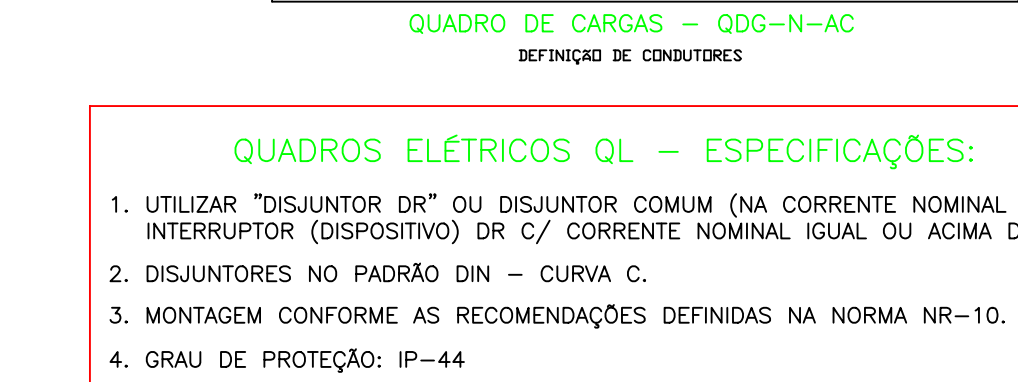 QUADRO DE CARGAS – QDG–N–AC
DEFINIÇÃO DE CONDUTORES
QUADROS ELÉTRICOS QL – ESPECIFICAÇÕES:
1. UTILIZAR "DISJUNTOR DR" OU DISJUNTOR COMUM (NA CORRENTE NOMINAL
INTERRUPTOR (DISPOSITIVO) DR C/ CORRENTE NOMINAL IGUAL OU ACIMA D
2. DISJUNTORES NO PADRÃO DIN – CURVA C.
3. MONTAGEM CONFORME AS RECOMENDAÇÕES DEFINIDAS NA NORMA NR–10.
4. GRAU DE PROTEÇÃO: IP–44